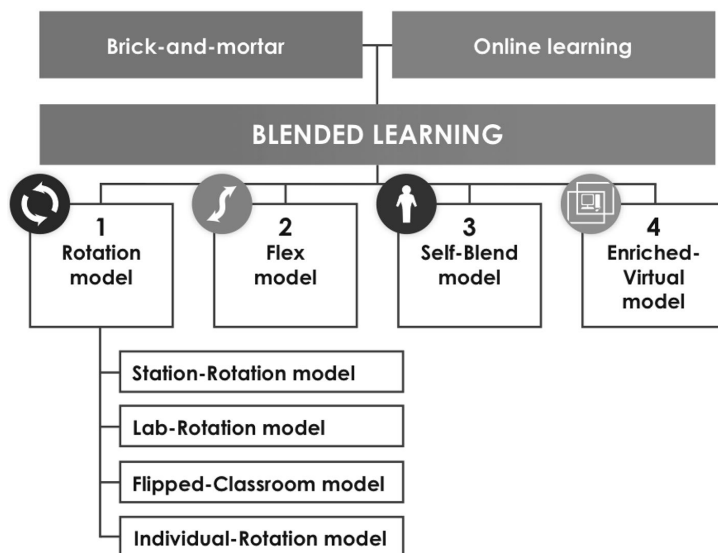 Brick-and-mortar
Online learning
BLENDED LEARNING
1
Rotation
model
2
Flex
model
3
Self-Blend
model
4
Enriched-
Virtual
model
Station-Rotation model
Lab-Rotation model
Flipped-Classroom model
Individual-Rotation model